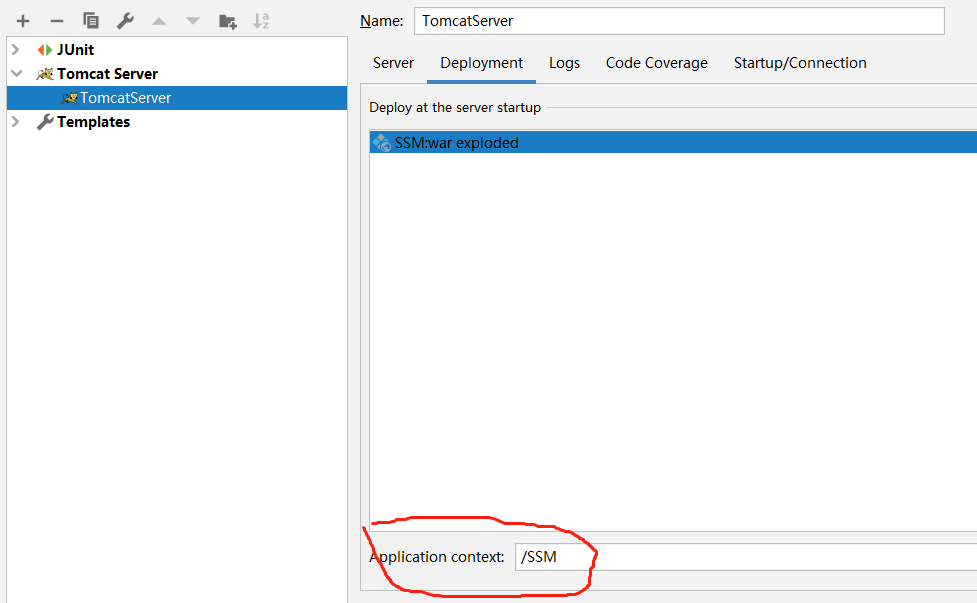 Name: TomcatServer
JUnit
Tomcat Server
TomcatServer
Templates
Server Deployment Logs Code Coverage Startup/Connection
Deploy at the server startup
SSM:war exploded
Application context: /SSM